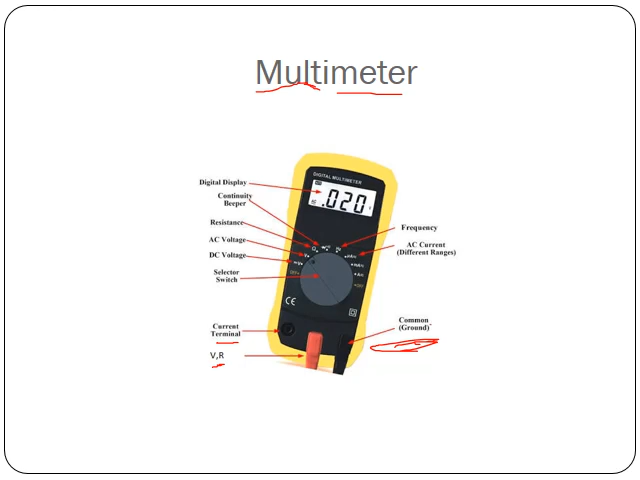 Multimeter
DIGITAL MULTIMETER
Digital Display
.020
Continuity
Beeper
Resistance
Frequency
AC Voltage
AC Current
(Different Ranges)
DC Voltage
Selector
Switch
CE
Current
Terminal
Common
(Ground)
V,R